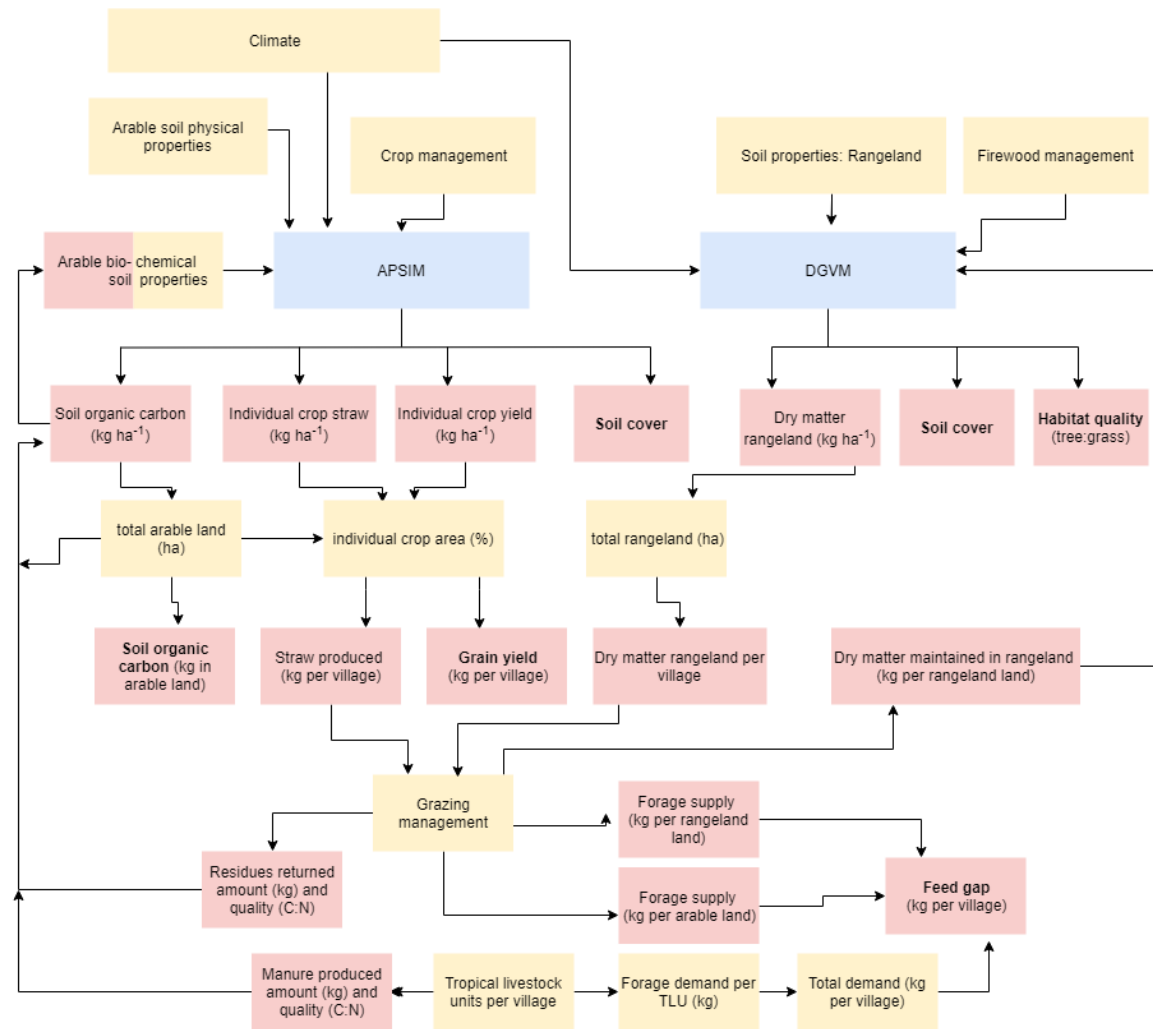 Climate
Arable soil physical
properties
Crop management
Soil properties: Rangeland
Firewood management
Arable bio- chemical
soil properties
APSIM
DGVM
Soil organic carbon
(kg ha-1)
Individual crop straw
(kg ha-1)
Individual crop yield
(kg ha-1)
Soil cover
Dry matter
rangeland (kg ha-1)
Soil cover
Habitat quality
(tree:grass)
total arable land
(ha)
individual crop area (%)
total rangeland (ha)
Soil organic
carbon (kg in
arable land)
Straw produced
(kg per village)
Grain yield
(kg per village)
Dry matter rangeland per
village
Dry matter maintained in rangeland
(kg per rangeland land)
Grazing
management
Forage supply
(kg per rangeland
land)
Residues returned
amount (kg) and
quality (C:N)
Forage supply
(kg per arable land)
Feed gap
(kg per village)
Manure produced
amount (kg) and
quality (C:N)
Tropical livestock
units per village
Forage demand per
TLU (kg)
Total demand (kg
per village)